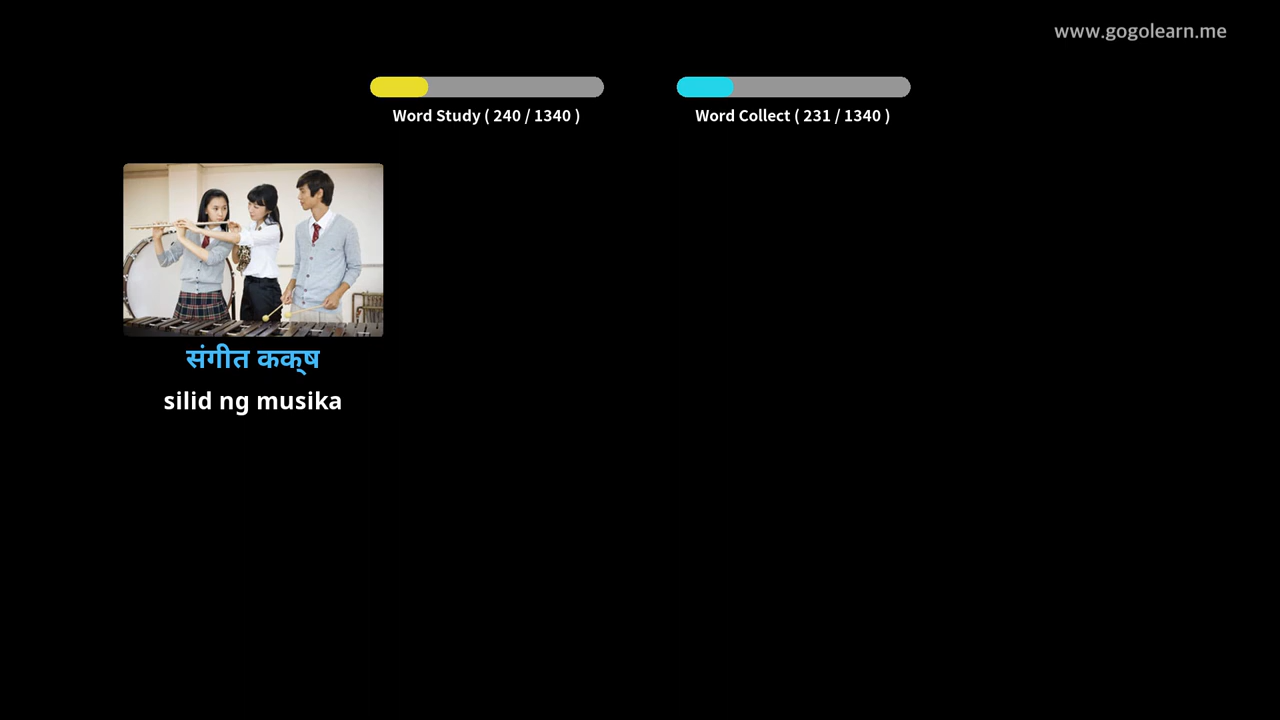 www.gogolearn.me
Word Study ( 240 / 1340 )
Word Collect ( 231 / 1340 )
संगीत कक्ष
silid ng musika